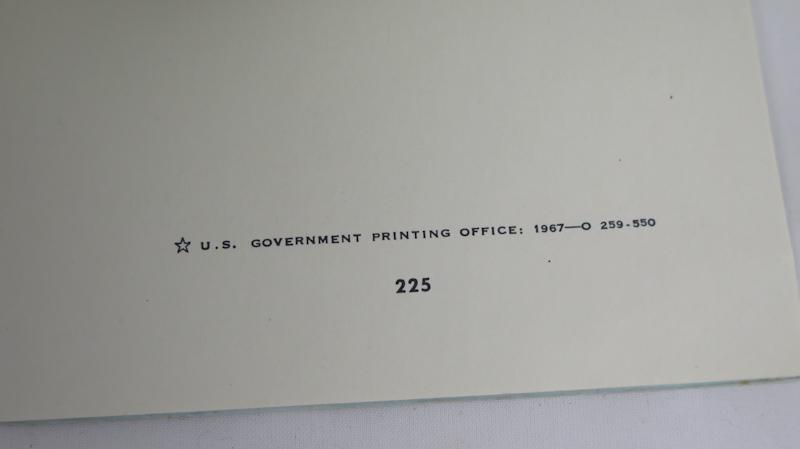 ☆ U.S. GOVERNMENT PRINTING OFFICE: 1967—O 259-550
225